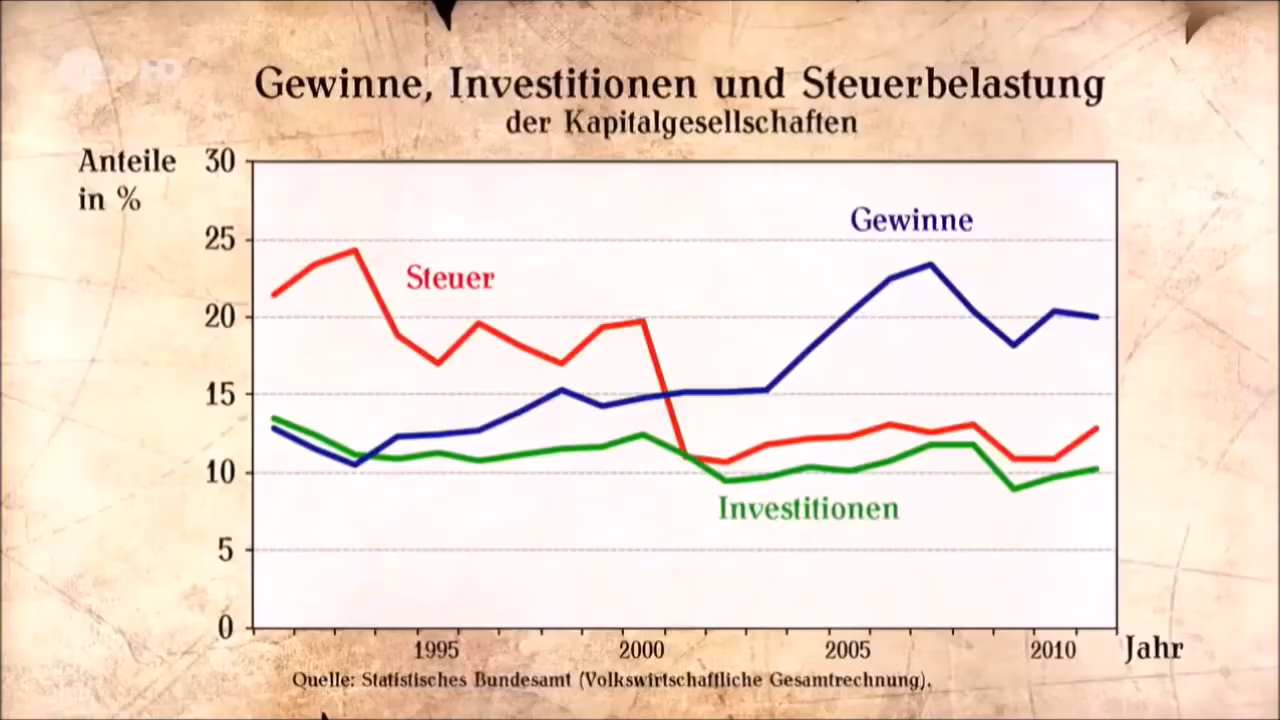 Gewinne, Investitionen und Steuerbelastung
der Kapitalgesellschaften
Anteile
in %
30
25
20
15
10
5
0
Gewinne
Steuer
Investitionen
1995
2000
2005
2010
Jahr
Quelle: Statistisches Bundesamt (Volkswirtschaftliche Gesamtrechnung).